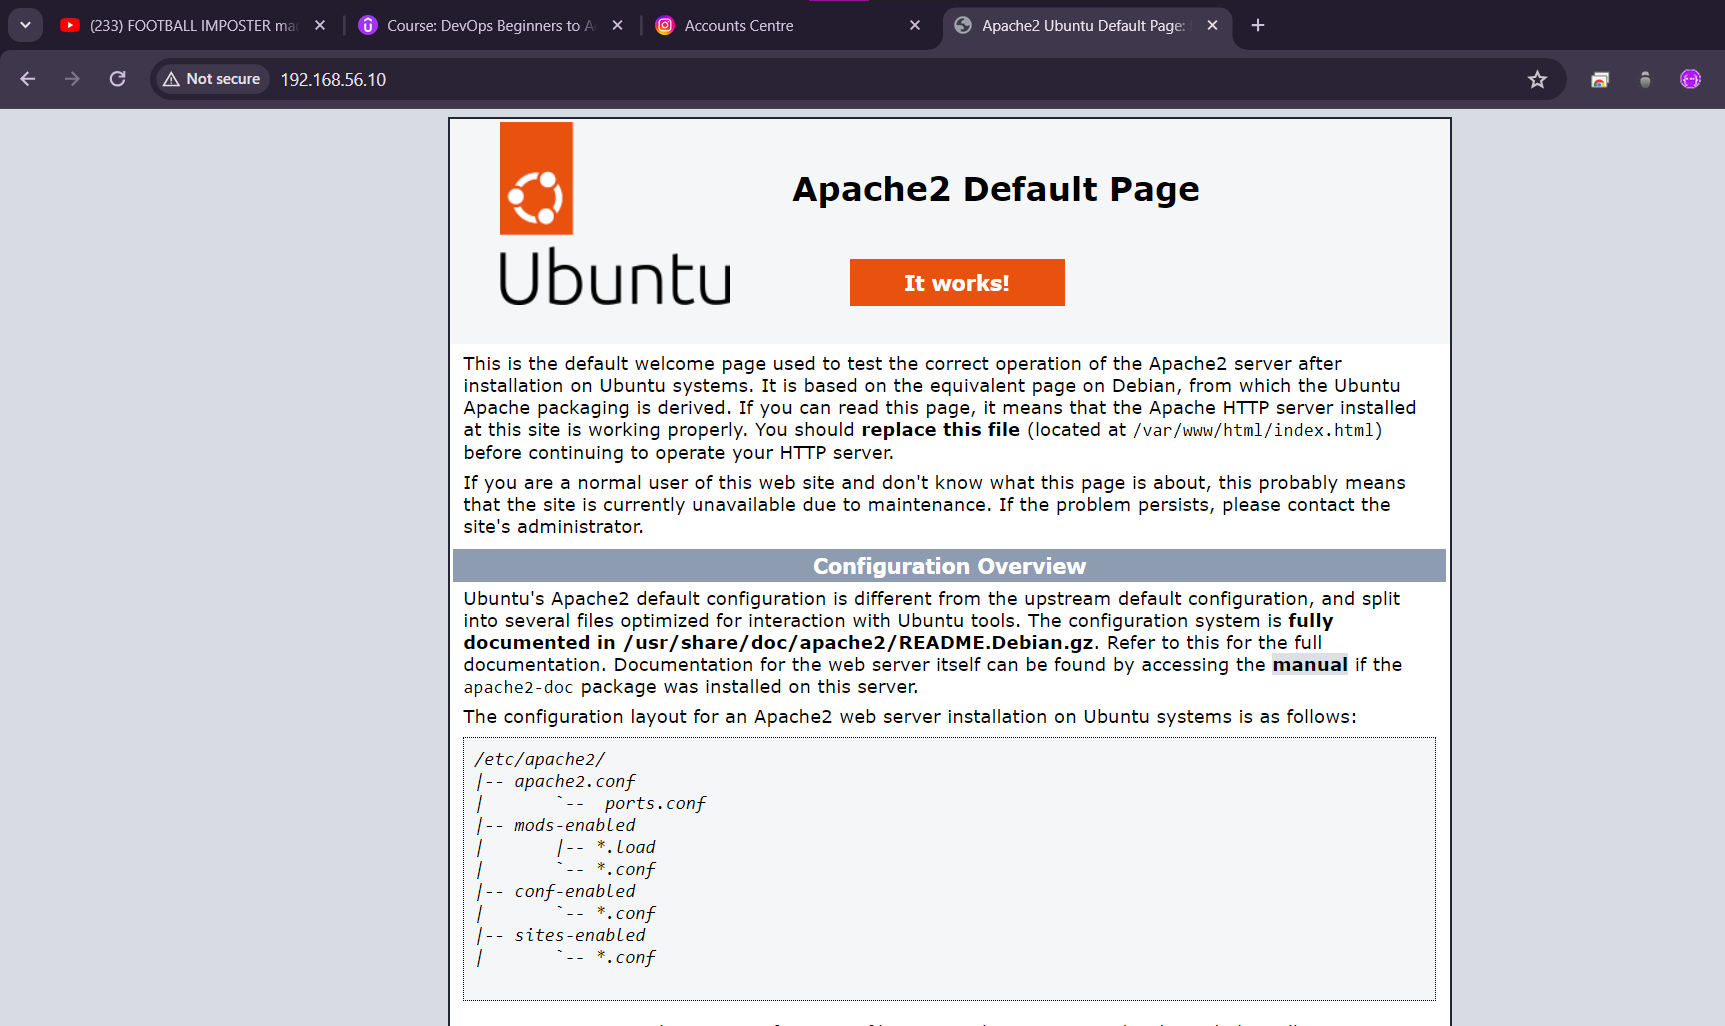 (233) FOOTBALL IMPOSTER ma
Course: DevOps Beginners to A
Accounts Centre
Apache2 Ubuntu Default Page:
Not secure
192.168.56.10
Ubuntu
Apache2 Default Page
It works!
This is the default welcome page used to test the correct operation of the Apache2 server after
installation on Ubuntu systems. It is based on the equivalent page on Debian, from which the Ubuntu
Apache packaging is derived. If you can read this page, it means that the Apache HTTP server installed
at this site is working properly. You should replace this file (located at /var/www/html/index.html)
before continuing to operate your HTTP server.
If you are a normal user of this web site and don't know what this page is about, this probably means
that the site is currently unavailable due to maintenance. If the problem persists, please contact the
site's administrator.
Configuration Overview
Ubuntu's Apache2 default configuration is different from the upstream default configuration, and split
into several files optimized for interaction with Ubuntu tools. The configuration system is fully
documented in /usr/share/doc/apache2/README.Debian.gz. Refer to this for the full
documentation. Documentation for the web server itself can be found by accessing the manual if the
apache2-doc package was installed on this server.
The configuration layout for an Apache2 web server installation on Ubuntu systems is as follows:
/etc/apache2/
|-- apache2.conf
|       `--  ports.conf
|-- mods-enabled
|       |-- *.load
|       `-- *.conf
|-- conf-enabled
|       `-- *.conf
|-- sites-enabled
|       `-- *.conf